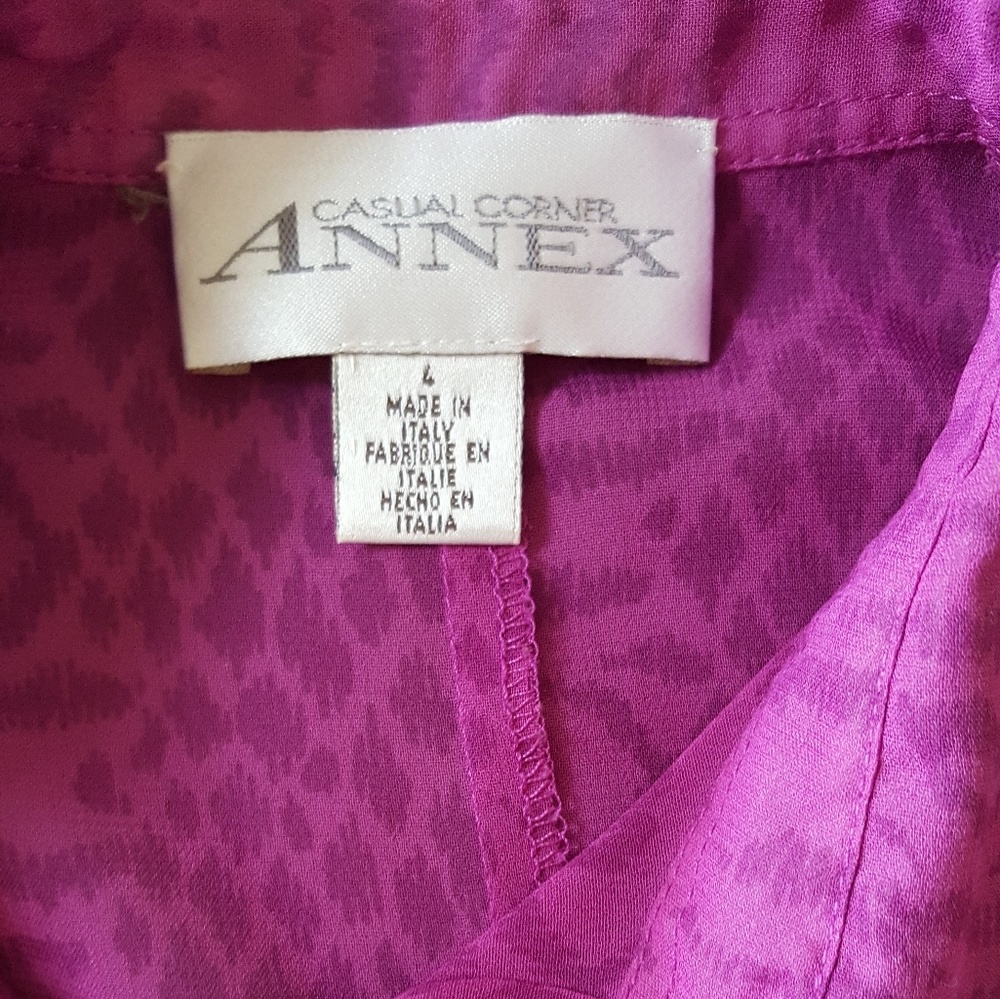 CASUAL CORNER
ANNEX
4
MADE IN
ITALY
FABRIQUE EN
ITALIE
HECHO EN
ITALIA